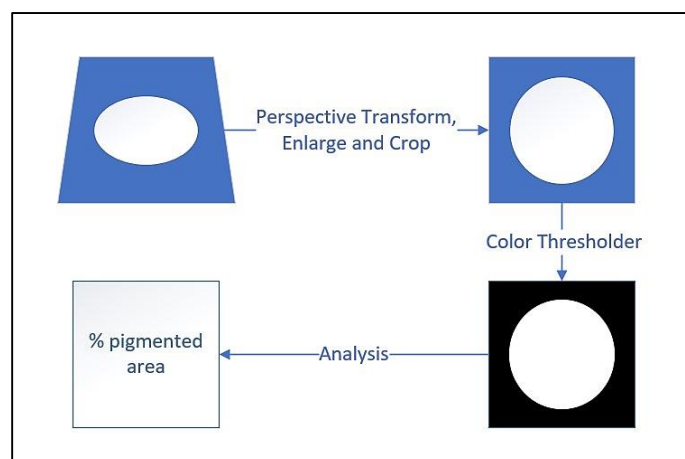 Perspective Transform,
Enlarge and Crop
Color Thresholder
% pigmented
area
Analysis